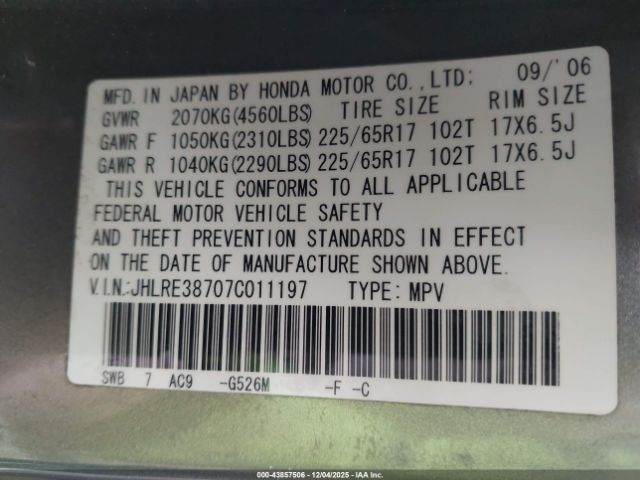 MFD. IN JAPAN BY HONDA MOTOR CO.,LTD: 09/'06
GVWR 2070KG(4560LBS) TIRE SIZE RIM SIZE
GAWR F 1050KG(2310LBS) 225/65R17 102T 17X6.5J
GAWR R 1040KG(2290LBS) 225/65R17 102T 17X6.5J
THIS VEHICLE CONFORMS TO ALL APPLICABLE
FEDERAL MOTOR VEHICLE SAFETY
AND THEFT PREVENTION STANDARDS IN EFFECT
ON THE DATE OF MANUFACTURE SHOWN ABOVE.
V.I.N.:JHLRE38707C011197 TYPE: MPV
SWB 7 AC9 -G526M -F -C
000-43857506 - 12/04/2025 - IAA Inc.